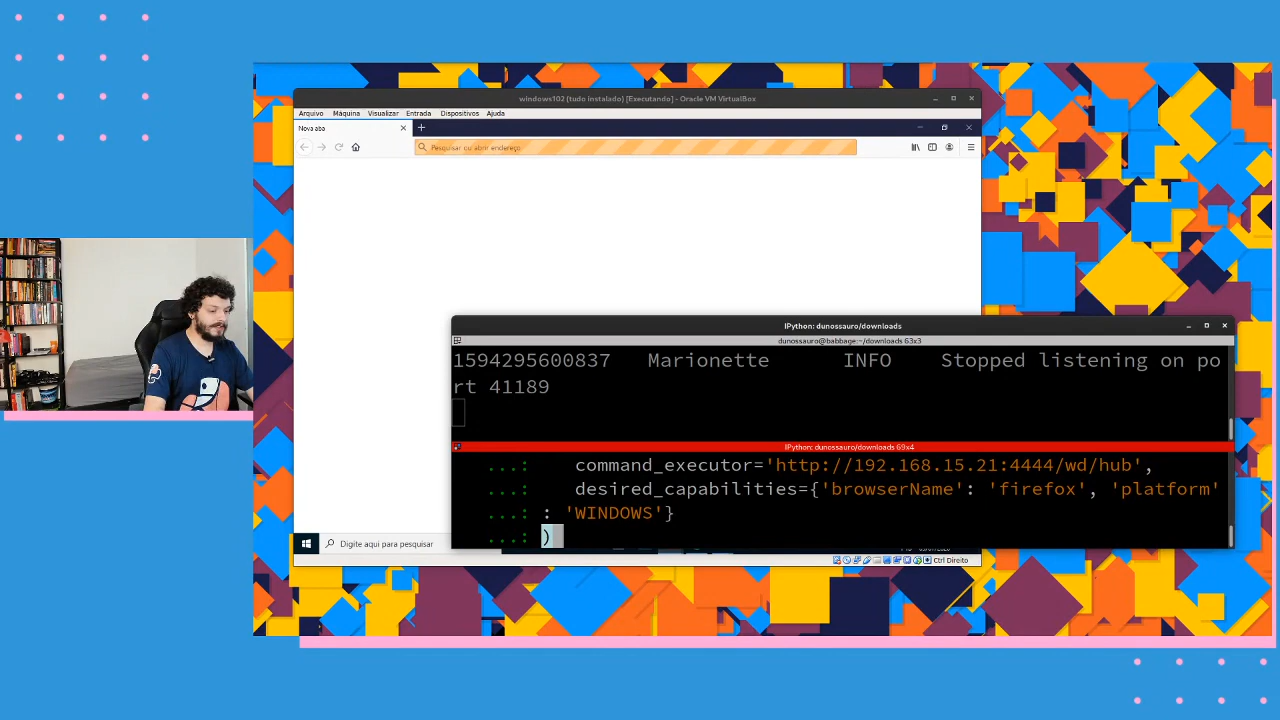 windows102 (tudo instalado) [Executando] - Oracle VM VirtualBox
Arquivo Máquina Visualizar Entrada Dispositivos Ajuda
Nova aba
Pesquisar ou abrir endereço
IPython: dunossauro/downloads
dunossauro@babbage:~/downloads 63x3
1594295600837 Marionette INFO Stopped listening on po
rt 41189
IPython: dunossauro/downloads 69x4
...: command_executor='http://192.168.15.21:4444/wd/hub',
...: desired_capabilities={'browserName': 'firefox', 'platform'
...: : 'WINDOWS'}
...: )
Digite aqui para pesquisar
Ctrl Direito